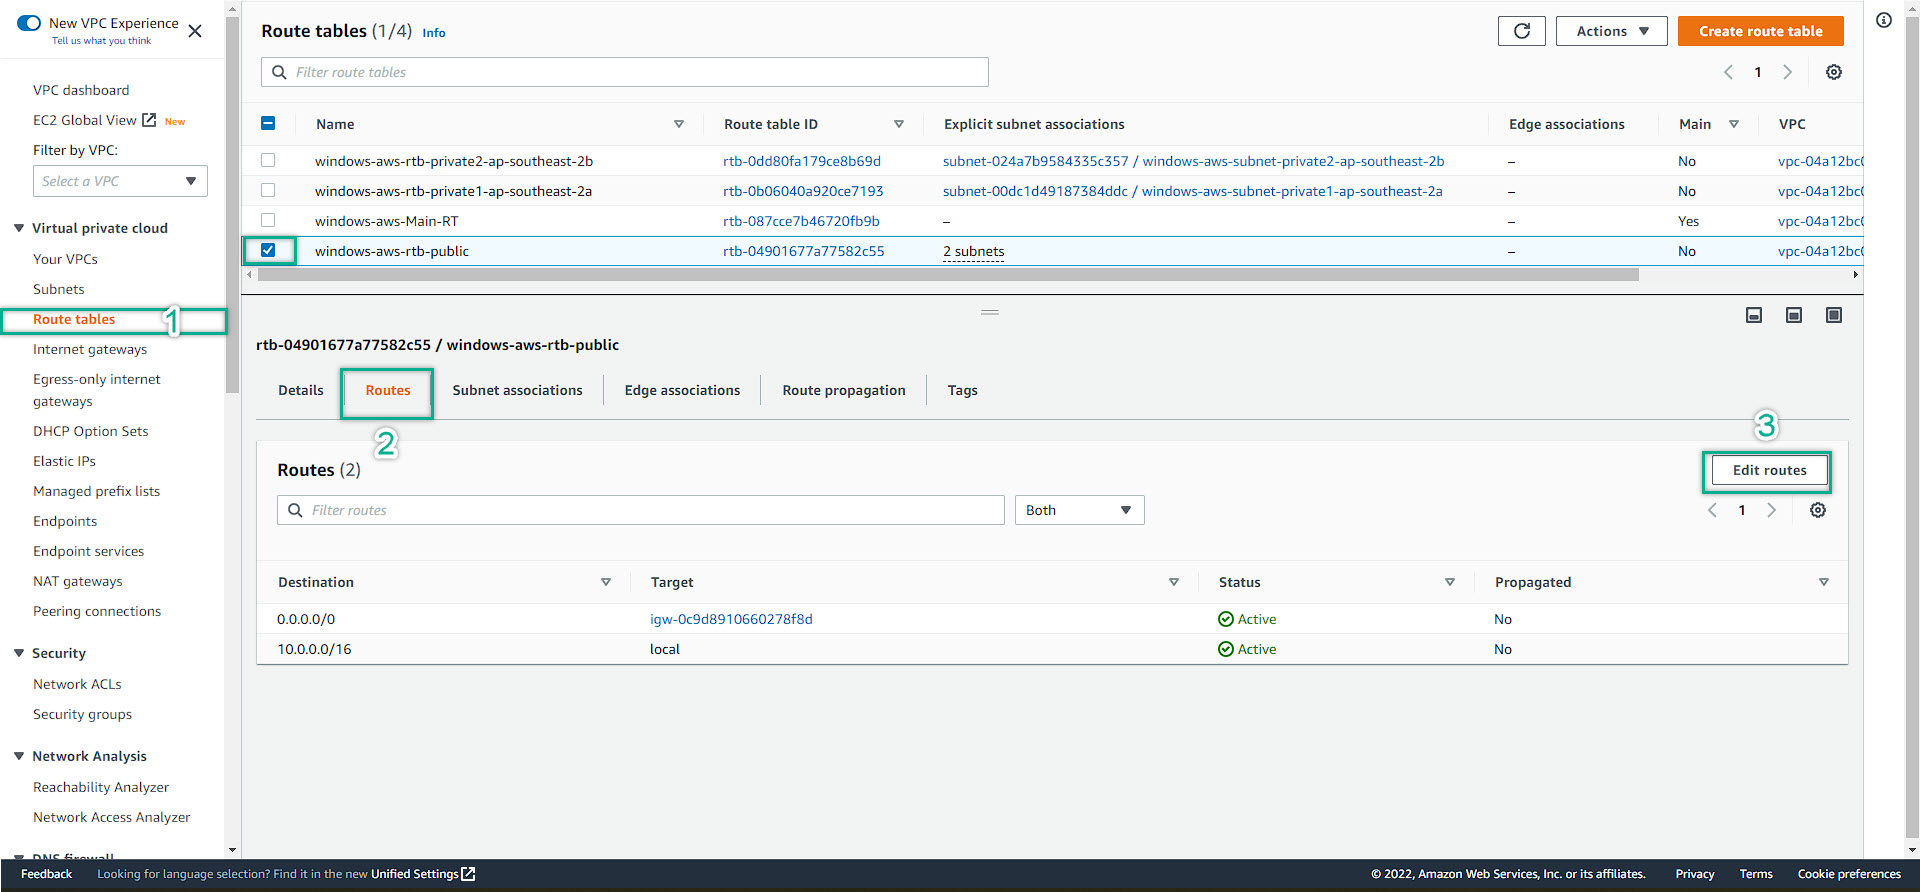 New VPC Experience
Tell us what you think
VPC dashboard
EC2 Global View New
Filter by VPC:
Select a VPC
Virtual private cloud
Your VPCs
Subnets
Route tables 1
Internet gateways
Egress-only internet
gateways
DHCP Option Sets
Elastic IPs
Managed prefix lists
Endpoints
Endpoint services
NAT gateways
Peering connections
Security
Network ACLs
Security groups
Network Analysis
Reachability Analyzer
Network Access Analyzer
DNS firewall
Route tables (1/4) Info
Actions
Create route table
Filter route tables
1
Name Route table ID Explicit subnet associations Edge associations Main VPC
windows-aws-rtb-private2-ap-southeast-2b rtb-0dd80fa179ce8b69d subnet-024a7b9584335c357 / windows-aws-subnet-private2-ap-southeast-2b – No vpc-04a12bc0
windows-aws-rtb-private1-ap-southeast-2a rtb-0b06040a920ce7193 subnet-00dc1d49187384ddc / windows-aws-subnet-private1-ap-southeast-2a – No vpc-04a12bc0
windows-aws-Main-RT rtb-087cce7b46720fb9b – – Yes vpc-04a12bc0
windows-aws-rtb-public rtb-04901677a77582c55 2 subnets – No vpc-04a12bc0
rtb-04901677a77582c55 / windows-aws-rtb-public
Details Routes Subnet associations Edge associations Route propagation Tags
2
3
Routes (2)
Edit routes
Filter routes
Both
1
Destination Target Status Propagated
0.0.0.0/0 igw-0c9d8910660278f8d Active No
10.0.0.0/16 local Active No
Feedback Looking for language selection? Find it in the new Unified Settings
© 2022, Amazon Web Services, Inc. or its affiliates. Privacy Terms Cookie preferences